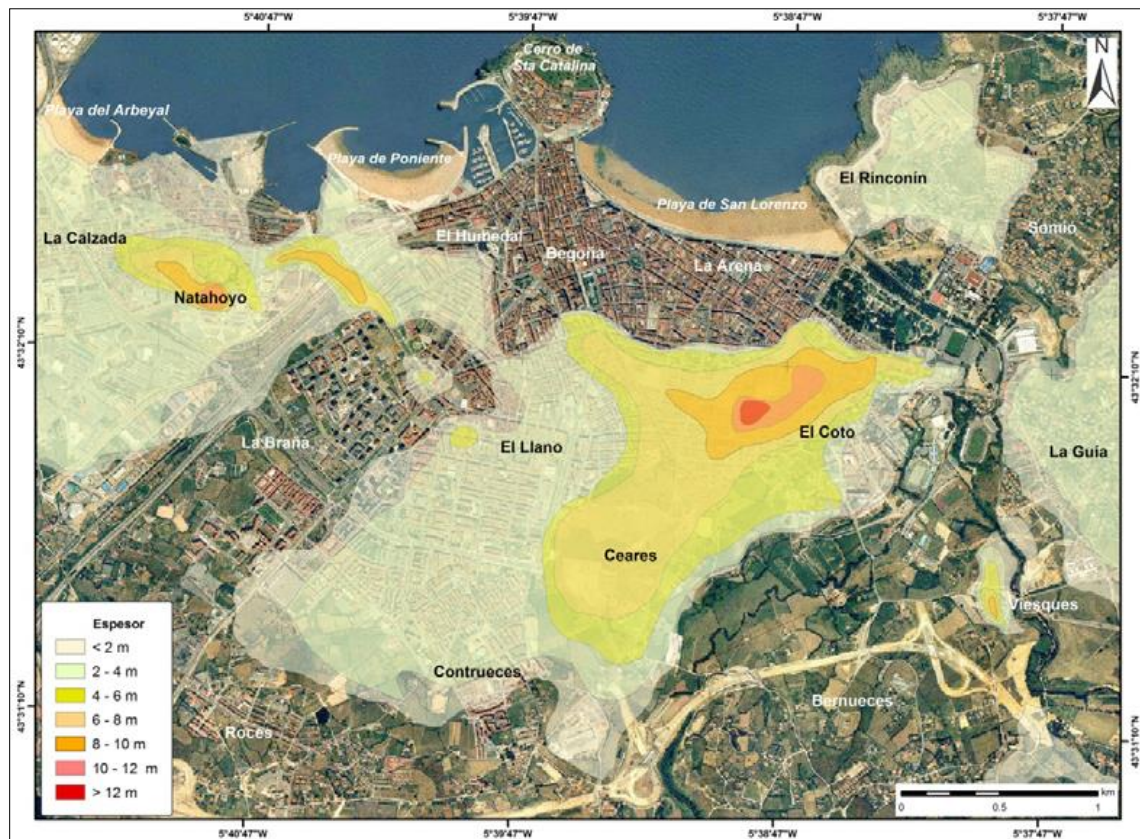 5°40'47"W
5°39'47"W
5°38'47"W
5°37'47"W
N
Cerro de
Sta Catalina
Playa del Arbeyal
Playa de Poniente
El Rinconín
Playa de San Lorenzo
Somió
La Calzada
El Humedal
Begoña
La Arena
Natahoyo
43°32'10"N
43°32'10"N
El Coto
La Braña
El Llano
La Guía
Ceares
Viesques
Contrueces
Bernueces
Roces
43°31'10"N
43°31'10"N
Espesor
< 2 m
2 - 4 m
4 - 6 m
6 - 8 m
8 - 10 m
10 - 12 m
> 12 m
km
0 0.5 1
5°40'47"W
5°39'47"W
5°38'47"W
5°37'47"W